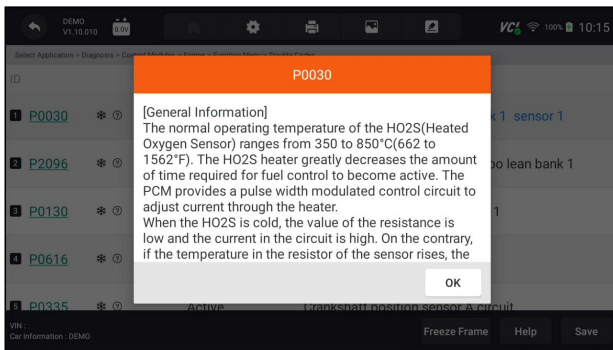 DEMO
V1.10.010
0.0V
VCI
100%
10:15
Select Application > Diagnosis > Control Modules > Engine > Function Menu > Trouble Codes
ID
P0030
[General Information]
The normal operating temperature of the HO2S(Heated
Oxygen Sensor) ranges from 350 to 850°C(662 to
1562°F). The HO2S heater greatly decreases the amount
of time required for fuel control to become active. The
PCM provides a pulse width modulated control circuit to
adjust current through the heater.
When the HO2S is cold, the value of the resistance is
low and the current in the circuit is high. On the contrary,
if the temperature in the resistor of the sensor rises, the
OK
1 P0030 k 1 sensor 1
2 P2096 oo lean bank 1
3 P0130 1
4 P0616
5 P0335 Active Crankshaft position sensor A circuit
VIN :
Car Information : DEMO
Freeze Frame Help Save